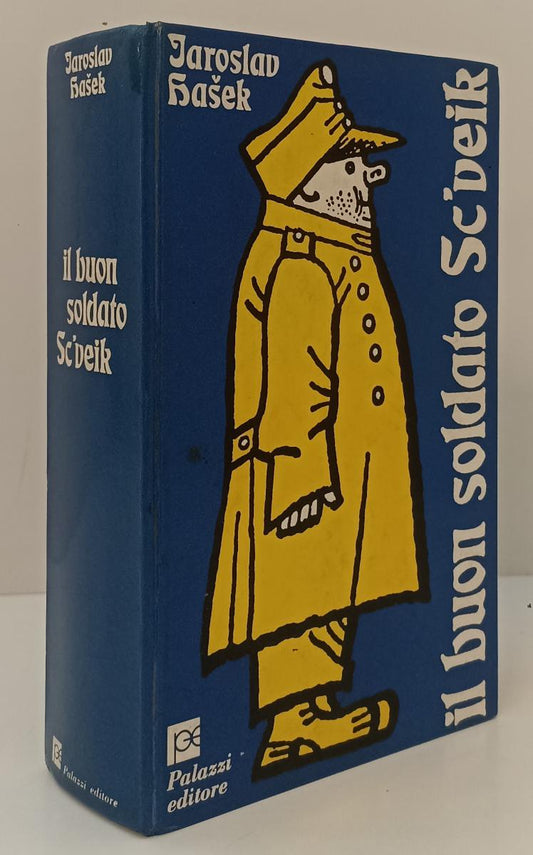 Jaroslav
Hašek
il buon
soldato
Sc'veik
pe
Palazzi editore
Jaroslav
Hašek
il buon soldato Sc'veik
pe
Palazzi
editore